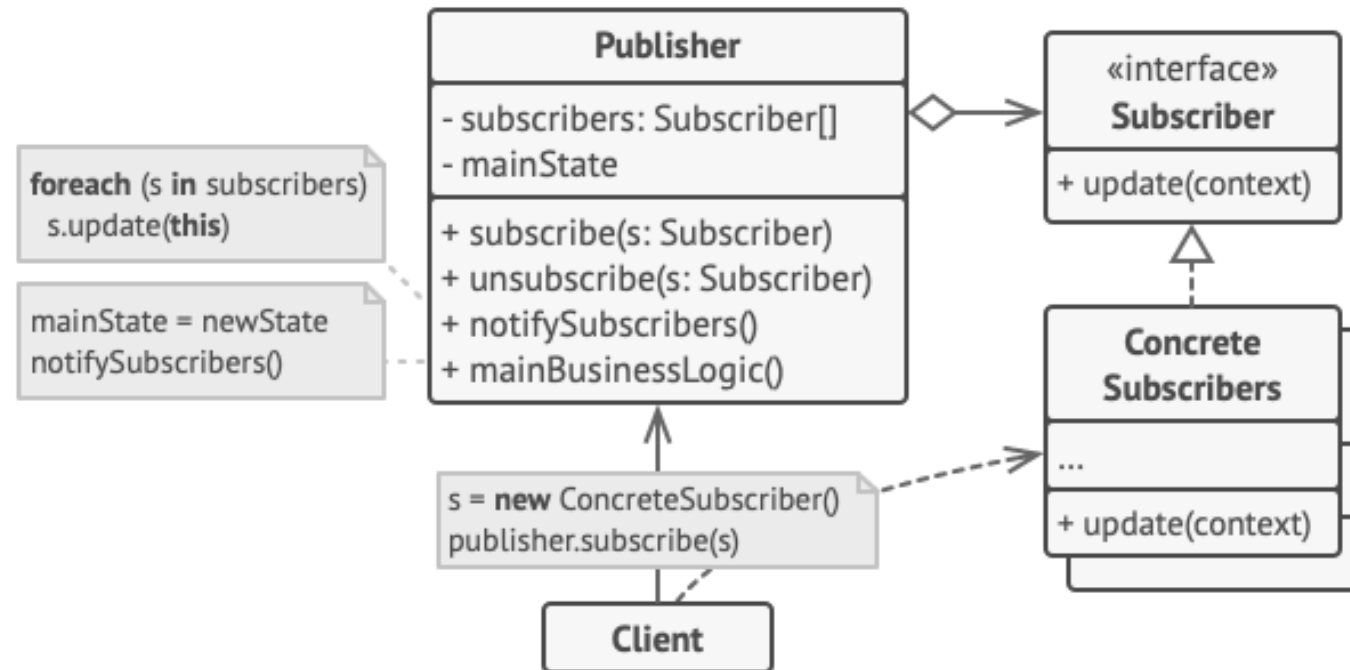 Publisher
- subscribers: Subscriber[]
- mainState
+ subscribe(s: Subscriber)
+ unsubscribe(s: Subscriber)
+ notifySubscribers()
+ mainBusinessLogic()
foreach (s in subscribers)
s.update(this)
mainState = newState
notifySubscribers()
«interface»
Subscriber
+ update(context)
Concrete
Subscribers
...
+ update(context)
s = new ConcreteSubscriber()
publisher.subscribe(s)
Client